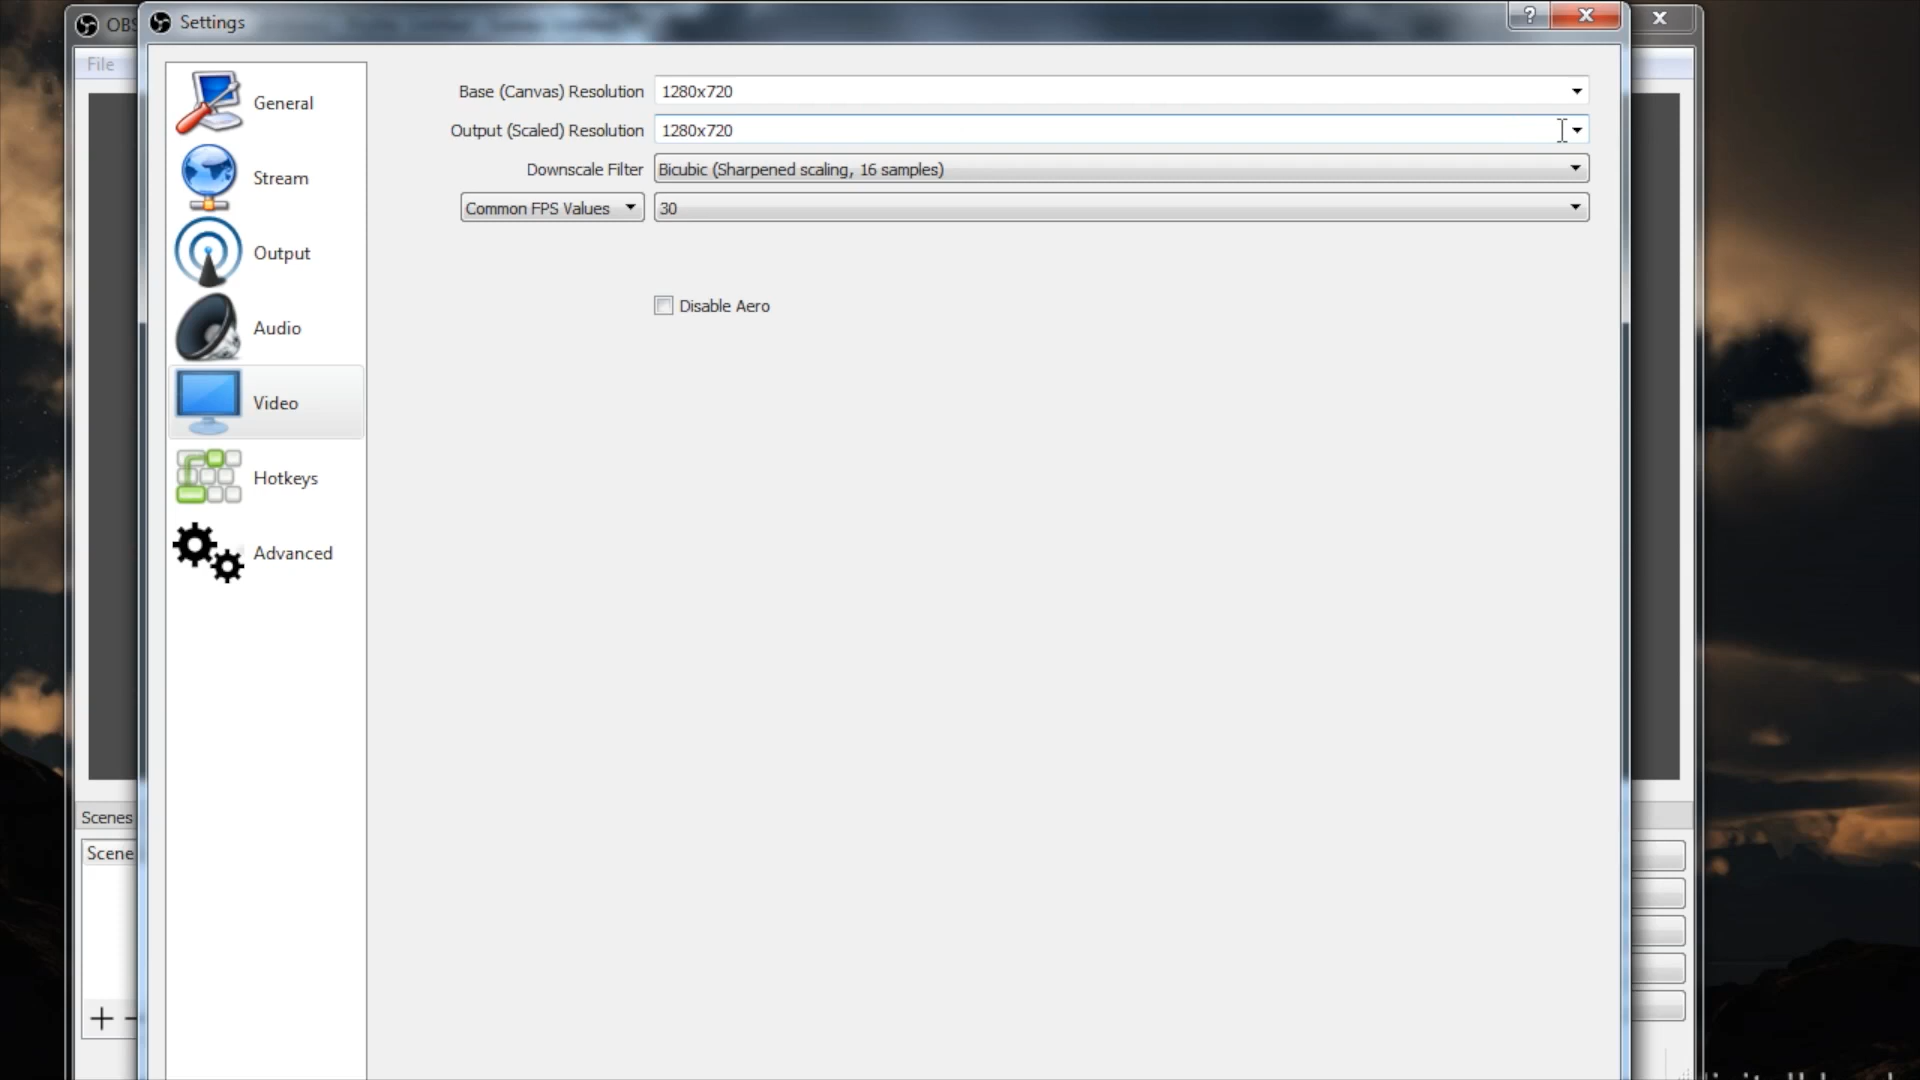 OBS
Settings
?
File
General
Stream
Output
Audio
Video
Hotkeys
Advanced
Base (Canvas) Resolution 1280x720
Output (Scaled) Resolution 1280x720
Downscale Filter Bicubic (Sharpened scaling, 16 samples)
Common FPS Values 30
Disable Aero
Scenes
Scene